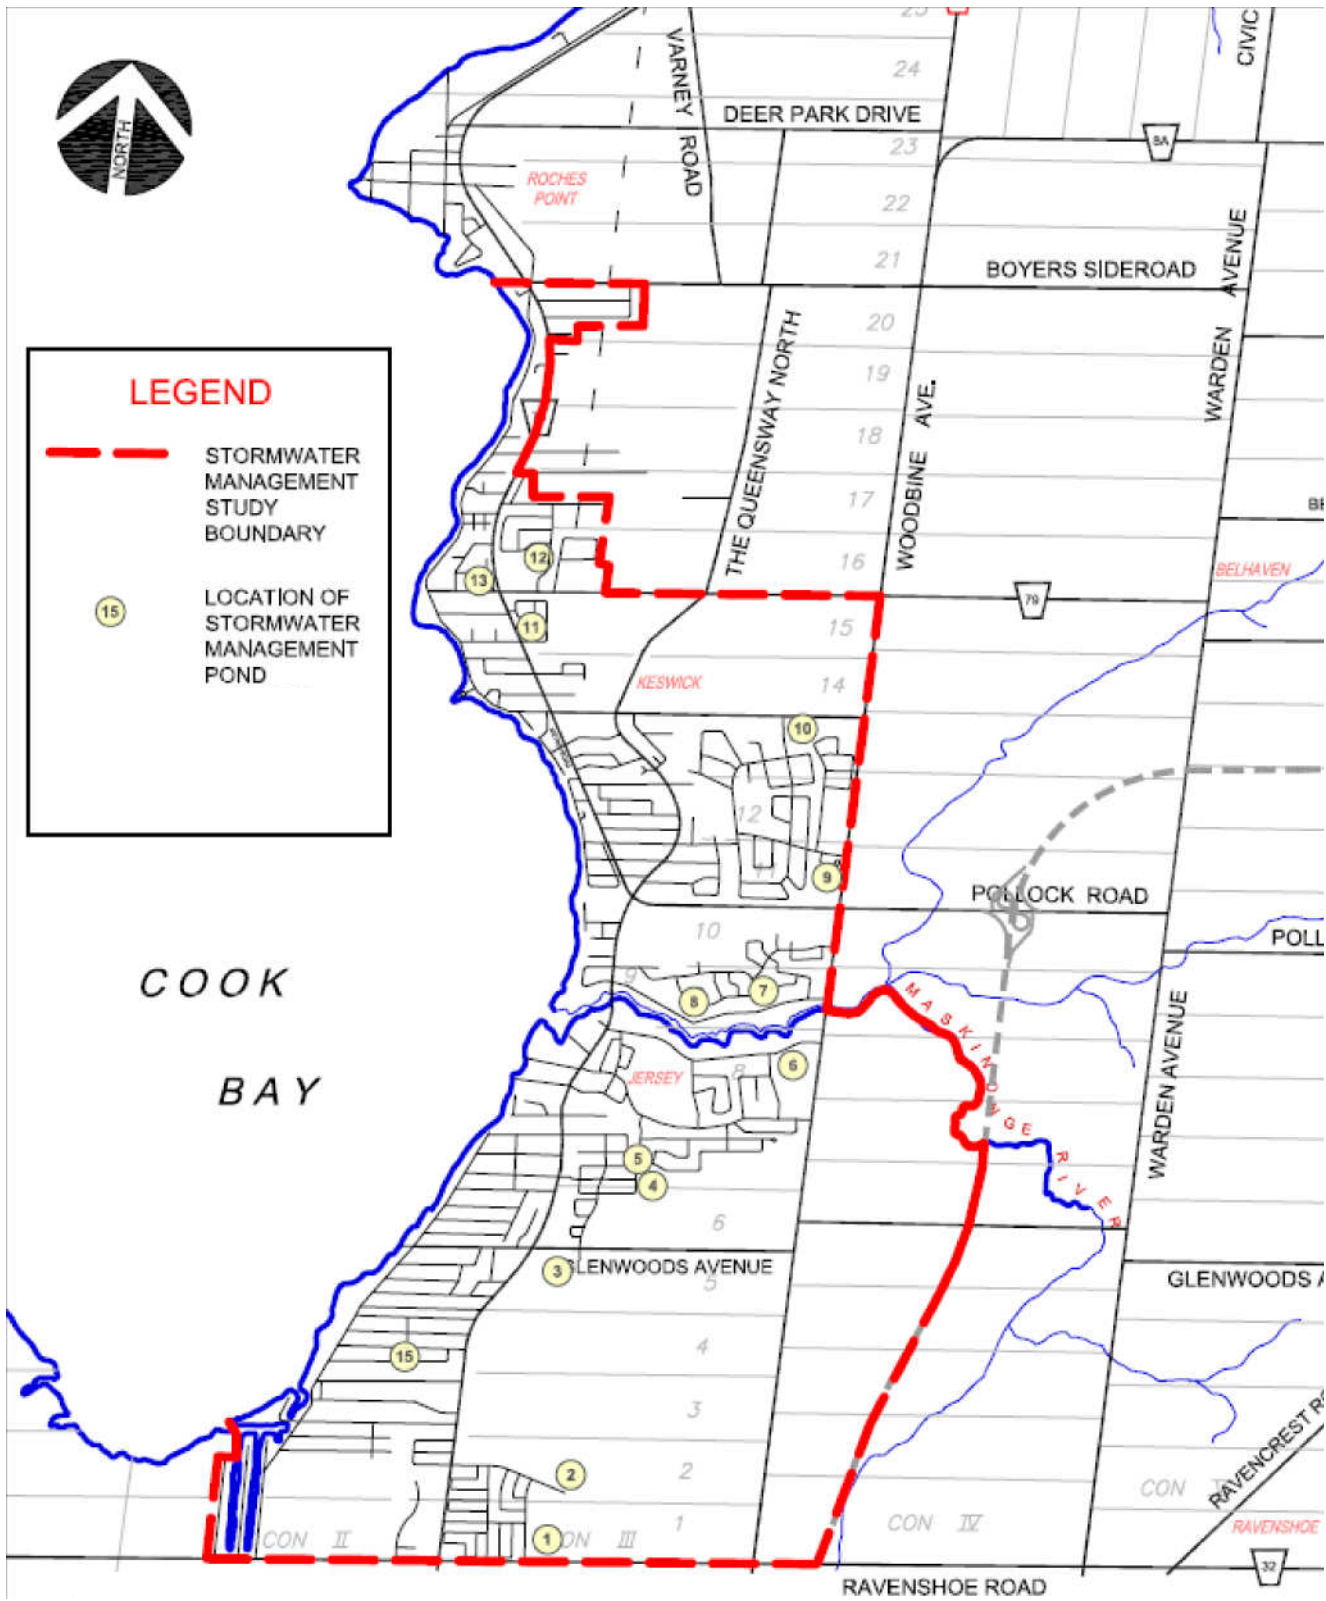 24
CIVIC
VARNEY ROAD
DEER PARK DRIVE
NORTH
23
8A
ROCHES
POINT
22
21
BOYERS SIDEROAD
WARDEN AVENUE
20
THE QUEENSWAY NORTH
19
WOODBINE AVE.
18
17
LEGEND
STORMWATER
MANAGEMENT
STUDY
BOUNDARY
15
LOCATION OF
STORMWATER
MANAGEMENT
POND
BE
16
12
13
BELHAVEN
79
11
15
KESWICK
14
10
12
11
9
POLLOCK ROAD
10
POLL
COOK
BAY
9
8
7
MASKINONGE RIVER
WARDEN AVENUE
6
8
JERSEY
5
4
6
3
GLENWOODS AVENUE
5
GLENWOODS A
4
15
3
2
2
CON
RAVENCREST R
1
1
CON II
CON III
CON IV
RAVENSHOE
32
RAVENSHOE ROAD